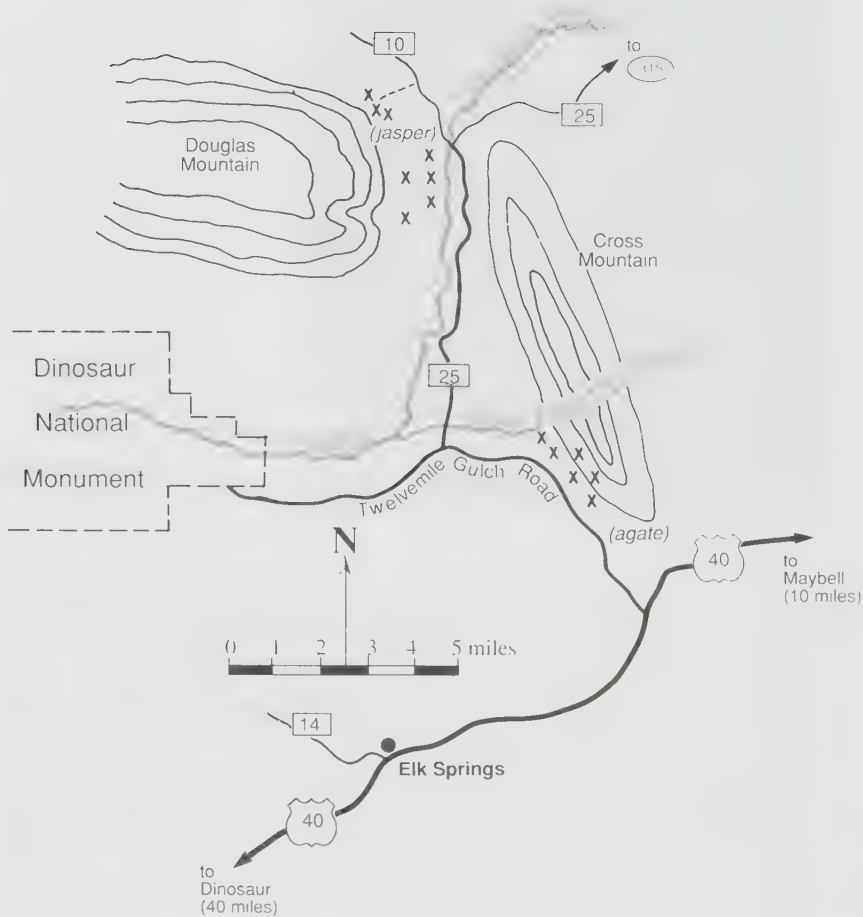 10
to
25
(jasper)
Douglas
Mountain
Cross
Mountain
Dinosaur
National
Monument
25
Twelvemile Gulch Road
(agate)
40
to
Maybell
(10 miles)
N
0 1 2 3 4 5 miles
14
Elk Springs
40
to
Dinosaur
(40 miles)